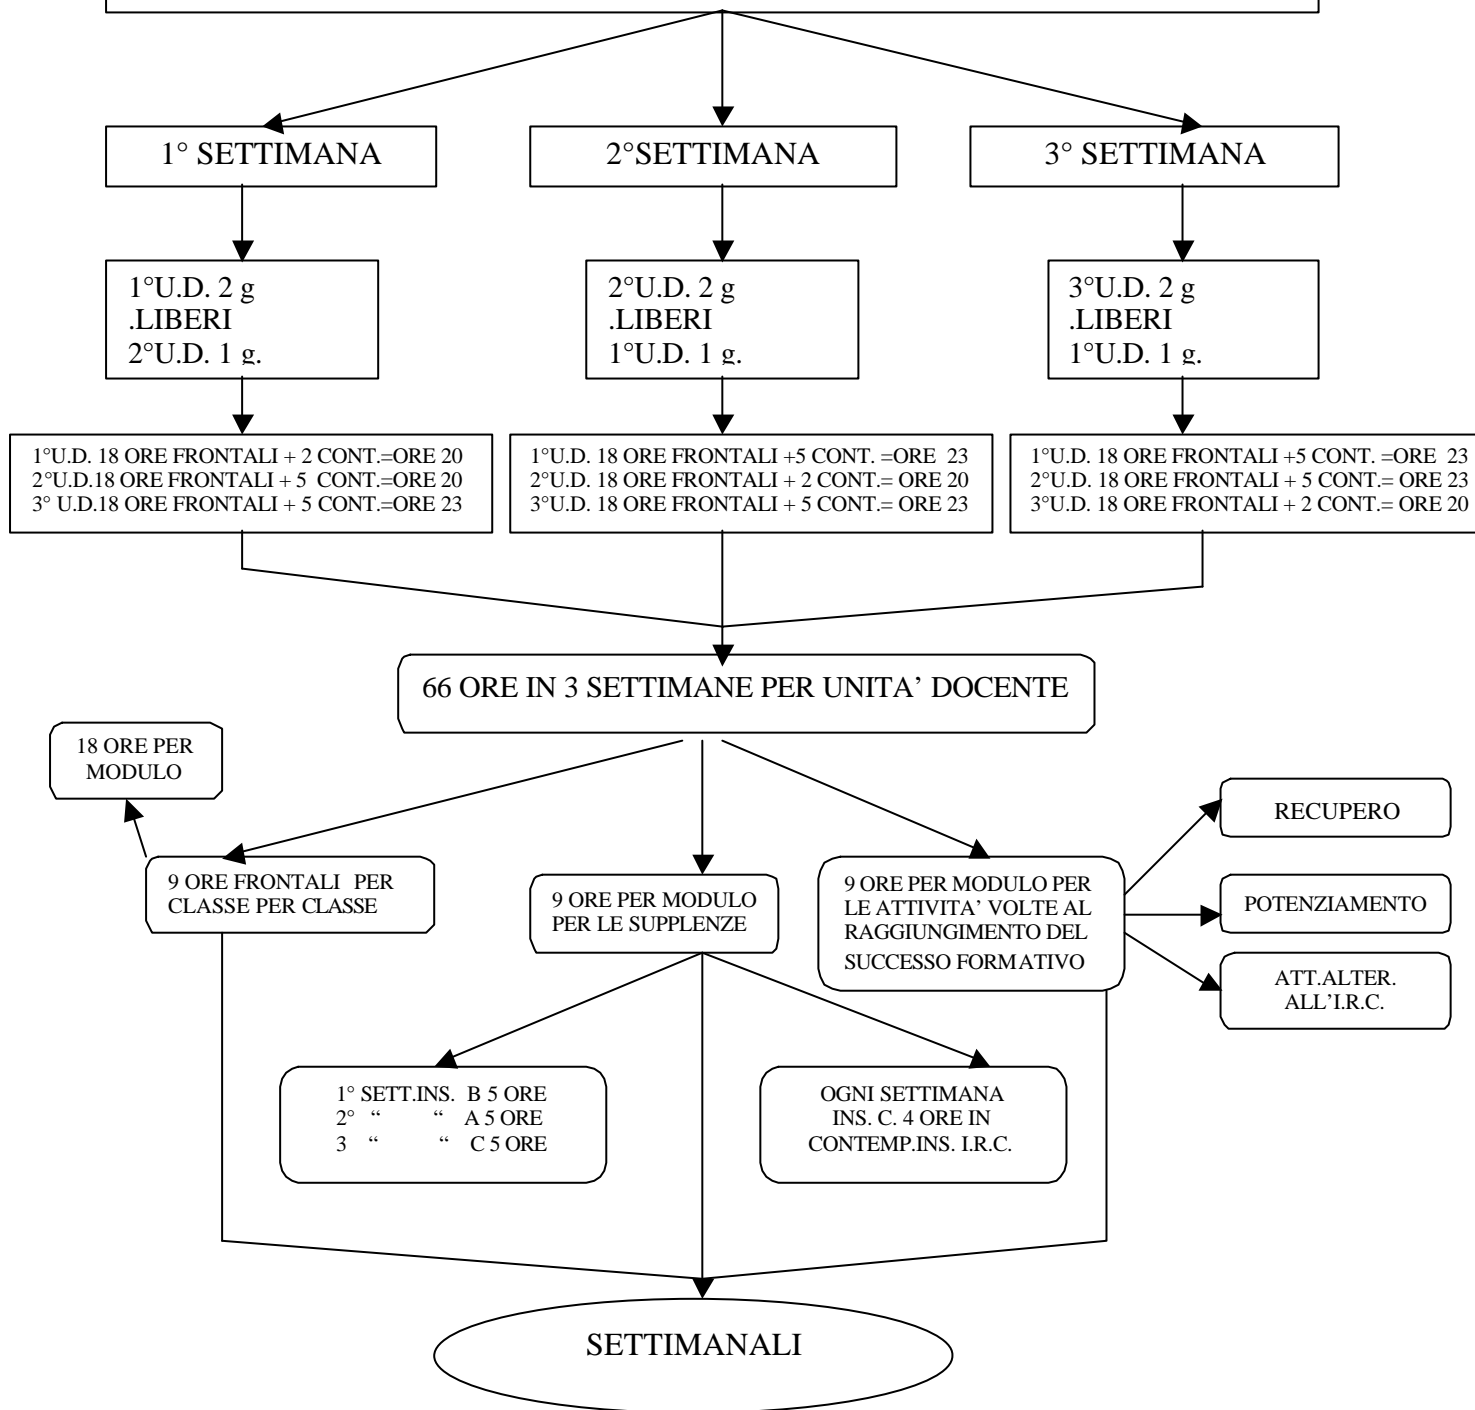 1° SETTIMANA
2°SETTIMANA
3° SETTIMANA
1°U.D. 2 g
.LIBERI
2°U.D. 1 g.
2°U.D. 2 g
.LIBERI
1°U.D. 1 g.
3°U.D. 2 g
.LIBERI
1°U.D. 1 g.
1°U.D. 18 ORE FRONTALI + 2 CONT.=ORE 20
2°U.D.18 ORE FRONTALI + 5 CONT.=ORE 20
3° U.D.18 ORE FRONTALI + 5 CONT.=ORE 23
1°U.D. 18 ORE FRONTALI +5 CONT. =ORE 23
2°U.D. 18 ORE FRONTALI + 2 CONT.= ORE 20
3°U.D. 18 ORE FRONTALI + 5 CONT.= ORE 23
1°U.D. 18 ORE FRONTALI +5 CONT. =ORE 23
2°U.D. 18 ORE FRONTALI + 5 CONT.= ORE 23
3°U.D. 18 ORE FRONTALI + 2 CONT.= ORE 20
66 ORE IN 3 SETTIMANE PER UNITA’ DOCENTE
18 ORE PER
MODULO
9 ORE FRONTALI PER
CLASSE PER CLASSE
9 ORE PER MODULO
PER LE SUPPLENZE
9 ORE PER MODULO PER
LE ATTIVITA’ VOLTE AL
RAGGIUNGIMENTO DEL
SUCCESSO FORMATIVO
RECUPERO
POTENZIAMENTO
ATT.ALTER.
ALL’I.R.C.
1° SETT.INS. B 5 ORE
2° “ “ A 5 ORE
3 “ “ C 5 ORE
OGNI SETTIMANA
INS. C. 4 ORE IN
CONTEMP.INS. I.R.C.
SETTIMANALI